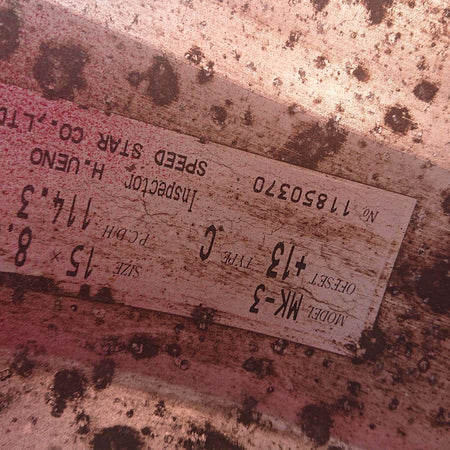 MODEL MK-3 SIZE 15 × 8.
OFFSET +13 TYPE C P.C.D/H 114.3
№ 11850370 Inspector H.UENO
SPEED STAR CO.,LTD